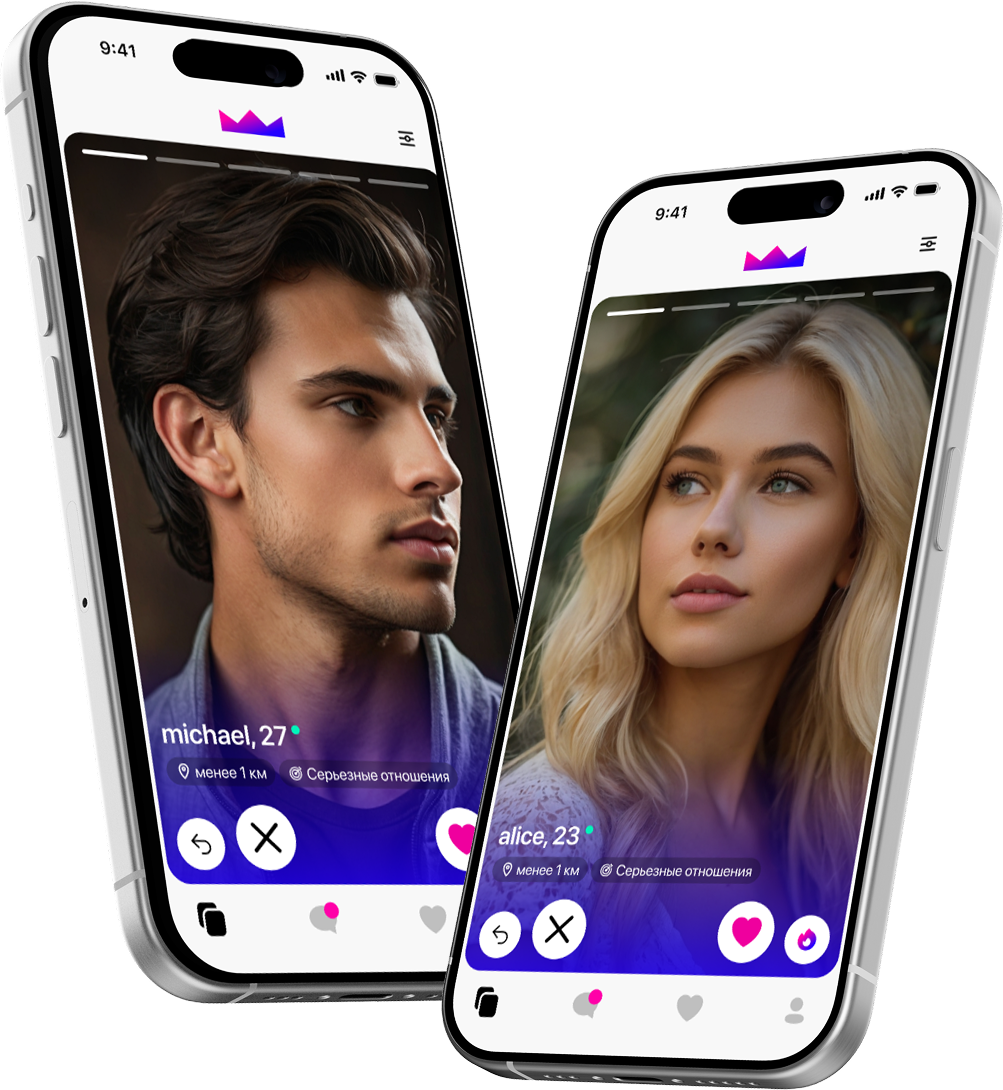 9:41
michael, 27
менее 1 км
Серьезные отношения
9:41
alice, 23
менее 1 км
Серьезные отношения